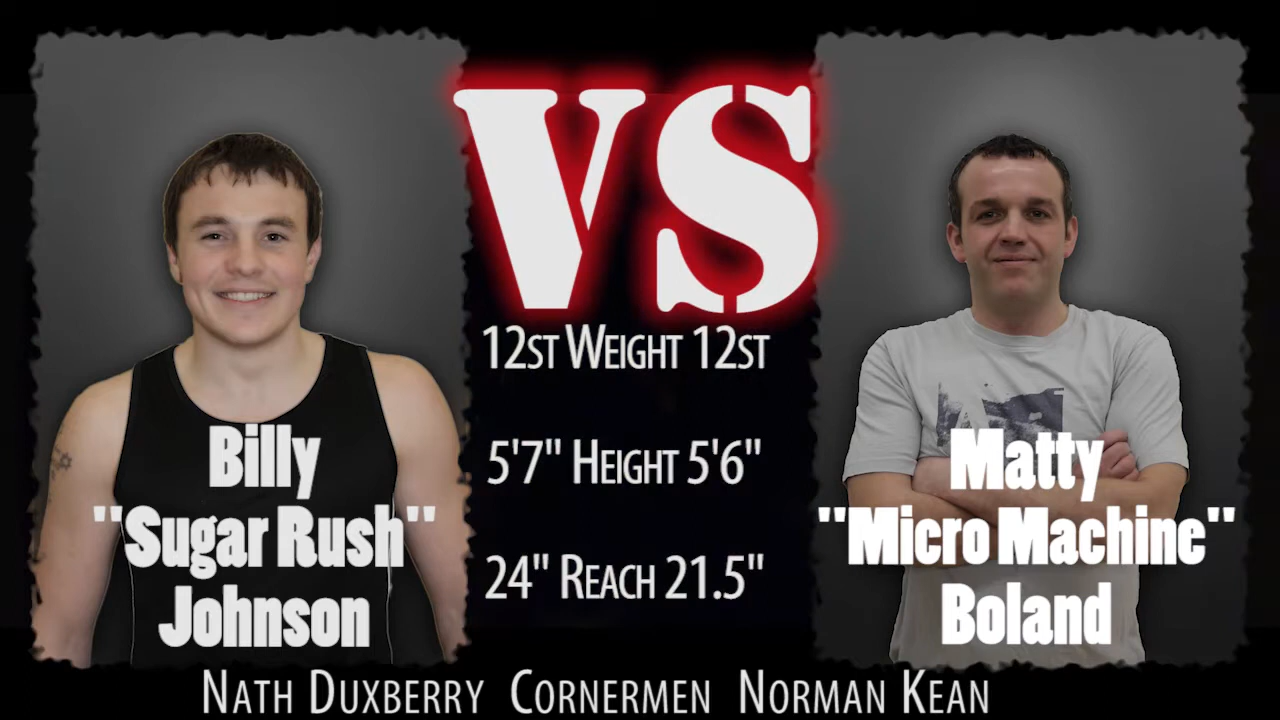 VS
12st Weight 12st
5'7" Height 5'6"
24" Reach 21.5"
Billy
"Sugar Rush"
Johnson
Matty
"Micro Machine"
Boland
Nath Duxberry Cornermen Norman Kean